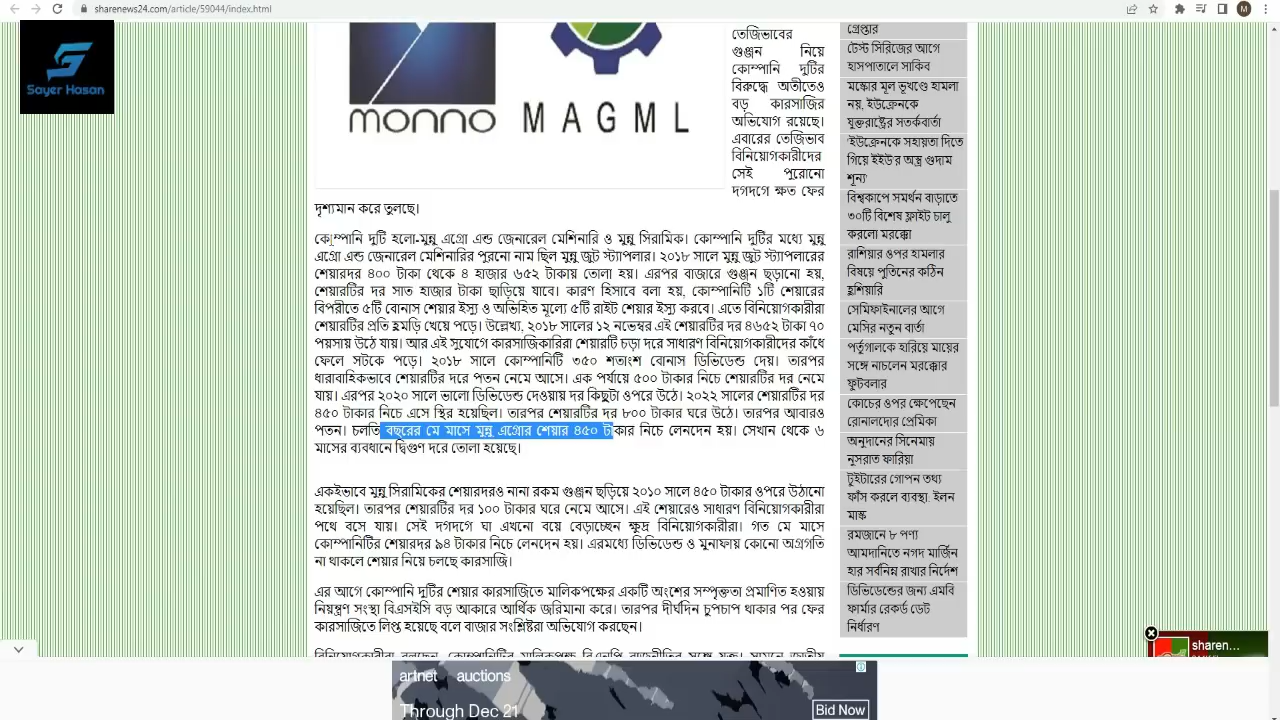 sharenews24.com/article/59044/index.html
M
Sayer Hasan
monno
MAGML
তেজিভাবের
গুঞ্জন নিয়ে
কোম্পানি দুটির
বিরুদ্ধে অতীতেও
বড় কারসাজির
অভিযোগ রয়েছে।
এবারের তেজিভাব
বিনিয়োগকারীদের
সেই পুরোনো
দগদগে ক্ষত ফের
দৃশ্যমান করে তুলছে।
কোম্পানি দুটি হলো-মুন্নু এগ্রো এন্ড জেনারেল মেশিনারি ও মুন্নু সিরামিক। কোম্পানি দুটির মধ্যে মুন্নু
এগ্রো এন্ড জেনারেল মেশিনারির পুরনো নাম ছিল মুন্নু জুট স্ট্যাপলার। ২০১৮ সালে মুন্নু জুট স্ট্যাপলারের
শেয়ারদর ৪০০ টাকা থেকে ৪ হাজার ৬৫২ টাকায় তোলা হয়। এরপর বাজারে গুঞ্জন ছড়ানো হয়,
শেয়ারটির দর সাত হাজার টাকা ছাড়িয়ে যাবে। কারণ হিসাবে বলা হয়, কোম্পানিটি ১টি শেয়ারের
বিপরীতে ৫টি বোনাস শেয়ার ইস্যু ও অভিহিত মূল্যে ৫টি রাইট শেয়ার ইস্যু করবে। এতে বিনিয়োগকারীরা
শেয়ারটির প্রতি হুমড়ি খেয়ে পড়ে। উল্লেখ্য, ২০১৮ সালের ১২ নভেম্বর এই শেয়ারটির দর ৪৬৫২ টাকা ৭০
পয়সায় উঠে যায়। আর এই সুযোগে কারসাজিকারিরা শেয়ারটি চড়া দরে সাধারণ বিনিয়োগকারীদের কাঁধে
ফেলে সটকে পড়ে। ২০১৮ সালে কোম্পানিটি ৩৫০ শতাংশ বোনাস ডিভিডেন্ড দেয়। তারপর
ধারাবাহিকভাবে শেয়ারটির দরে পতন নেমে আসে। এক পর্যায়ে ৫০০ টাকার নিচে শেয়ারটির দর নেমে
যায়। এরপর ২০২০ সালে ভালো ডিভিডেন্ড দেওয়ায় দর কিছুটা ওপরে উঠে। ২০২২ সালের শেয়ারটির দর
৪৫০ টাকার নিচে এসে স্থির হয়েছিল। তারপর শেয়ারটির দর ৮০০ টাকার ঘরে উঠে। তারপর আবারও
পতন। চলতি বছরের মে মাসে মুন্নু এগ্রোর শেয়ার ৪৫০ টাকার নিচে লেনদেন হয়। সেখান থেকে ৬
মাসের ব্যবধানে দ্বিগুণ দরে তোলা হয়েছে।
একইভাবে মুন্নু সিরামিকের শেয়ারদরও নানা রকম গুঞ্জন ছড়িয়ে ২০১০ সালে ৪৫০ টাকার ওপরে উঠানো
হয়েছিল। তারপর শেয়ারটির দর ১০০ টাকার ঘরে নেমে আসে। এই শেয়ারেও সাধারণ বিনিয়োগকারীরা
পথে বসে যায়। সেই দগদগে ঘা এখনো বয়ে বেড়াচ্ছেন ক্ষুদ্র বিনিয়োগকারীরা। গত মে মাসে
কোম্পানিটির শেয়ারদর ৯৪ টাকার নিচে লেনদেন হয়। এরমধ্যে ডিভিডেন্ড ও মুনাফায় কোনো অগ্রগতি
না থাকলে শেয়ার নিয়ে চলছে কারসাজি।
এর আগে কোম্পানি দুটির শেয়ার কারসাজিতে মালিকপক্ষের একটি অংশের সম্পৃক্ততা প্রমাণিত হওয়ায়
নিয়ন্ত্রণ সংস্থা বিএসইসি বড় আকারে আর্থিক জরিমানা করে। তারপর দীর্ঘদিন চুপচাপ থাকার পর ফের
কারসাজিতে লিপ্ত হয়েছে বলে বাজার সংশ্লিষ্টরা অভিযোগ করছেন।
বিনিয়োগকারীরা বলছেন, কোম্পানিটির মালিকপক্ষ বিএনপি রাজনীতির সঙ্গে যুক্ত। সামনে জাতীয়
গ্রেপ্তার
টেস্ট সিরিজের আগে
হাসপাতালে সাকিব
মস্কোর মূল ভূখণ্ডে হামলা
নয়, ইউক্রেনকে
যুক্তরাষ্ট্রের সতর্কবার্তা
'ইউক্রেনকে সহায়তা দিতে
গিয়ে ইইউ'র অস্ত্র গুদাম
শূন্য'
বিশ্বকাপে সমর্থন বাড়াতে
৩০টি বিশেষ ফ্লাইট চালু
করলো মরক্কো
রাশিয়ার ওপর হামলার
বিষয়ে পুতিনের কঠিন
হুশিয়ারি
সেমিফাইনালের আগে
মেসির নতুন বার্তা
পর্তুগালকে হারিয়ে মায়ের
সঙ্গে নাচলেন মরক্কোর
ফুটবলার
কোচের ওপর ক্ষেপেছেন
রোনালদোর প্রেমিকা
অনুদানের সিনেমায়
নুসরাত ফারিয়া
টুইটারের গোপন তথ্য
ফাঁস করলে ব্যবস্থা: ইলন
মাস্ক
রমজানে ৮ পণ্য
আমদানিতে নগদ মার্জিন
হার সর্বনিম্ন রাখার নির্দেশ
ডিভিডেন্ডের জন্য এমবি
ফার্মার রেকর্ড ডেট
নির্ধারণ
sharen...
artnet auctions
Through Dec 21
Bid Now